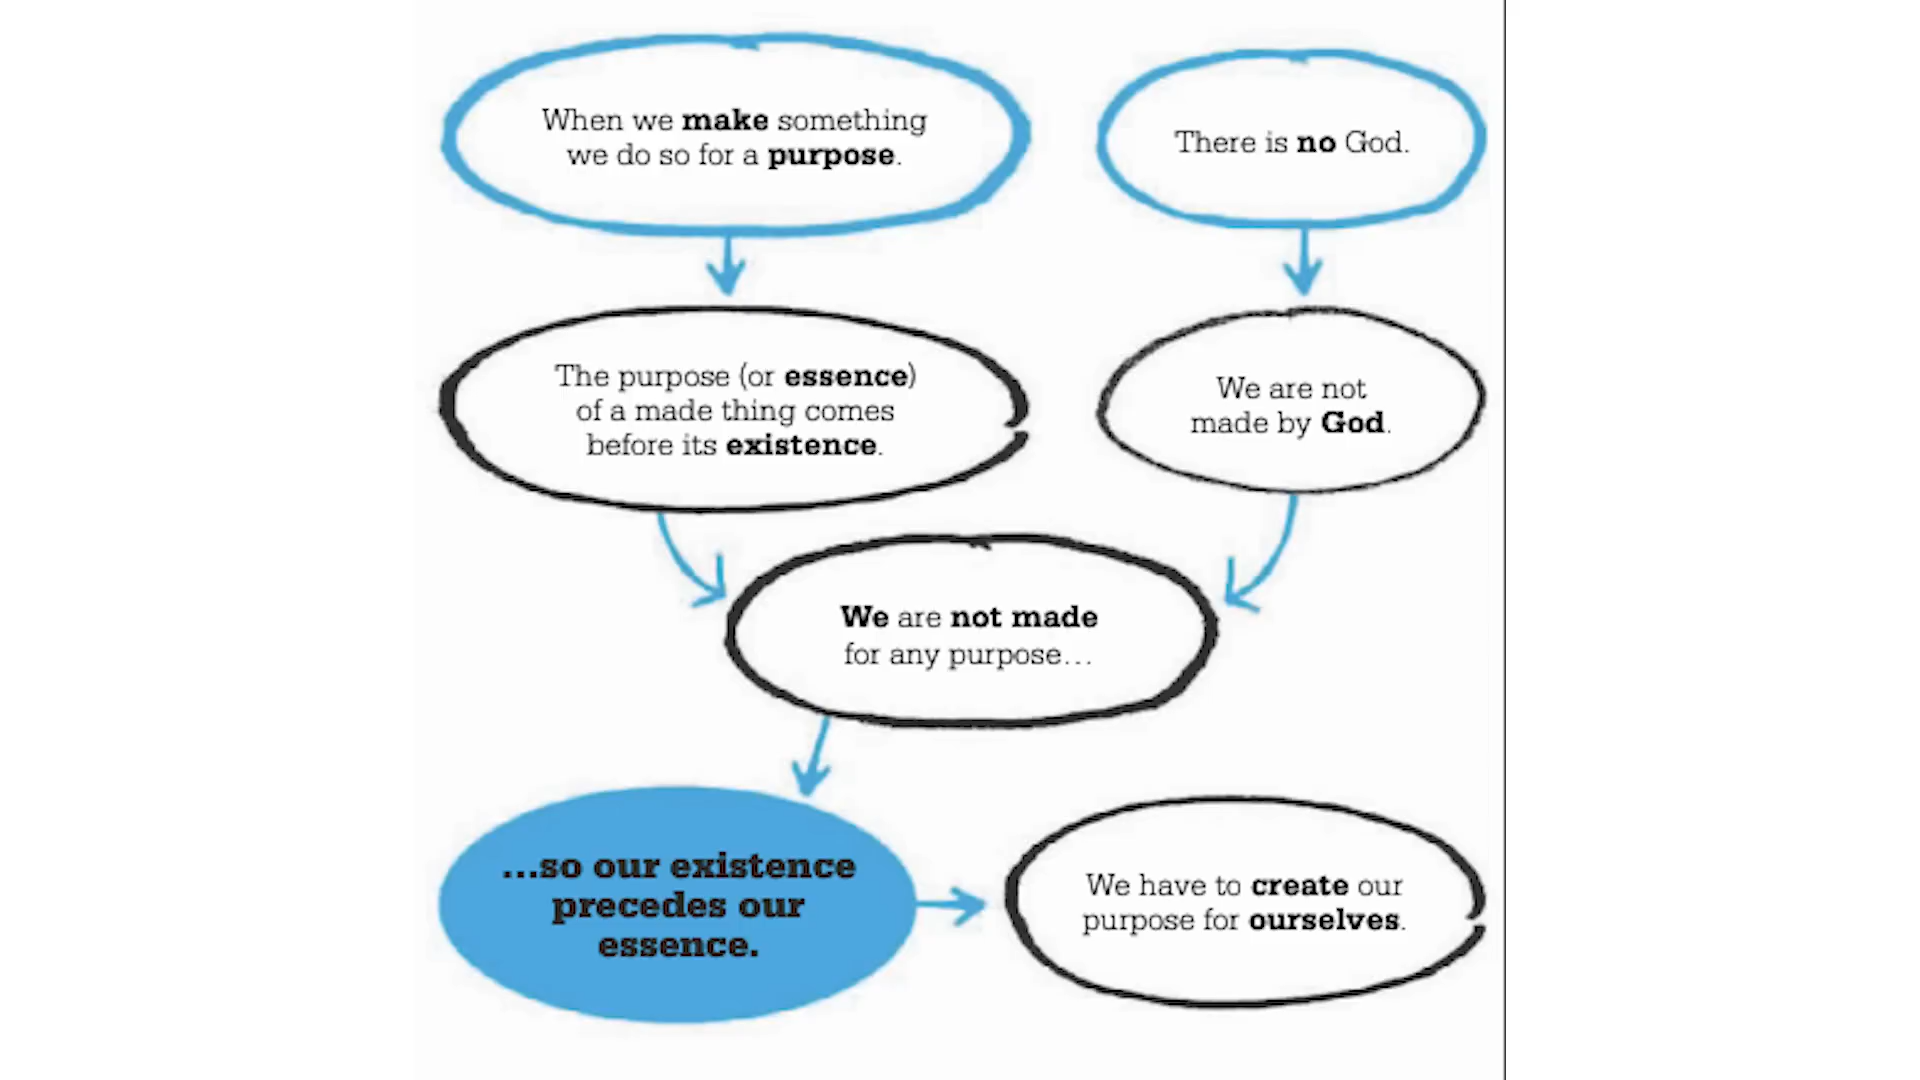 When we make something
we do so for a purpose.
There is no God.
The purpose (or essence)
of a made thing comes
before its existence.
We are not
made by God.
We are not made
for any purpose...
...so our existence
precedes our
essence.
We have to create our
purpose for ourselves.